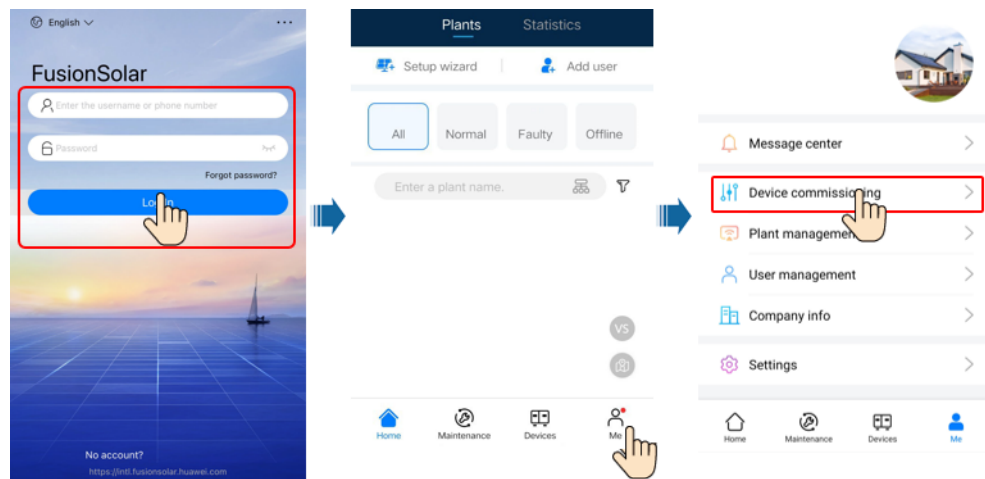 English
FusionSolar
Enter the username or phone number
Password
Forgot password?
Log In
No account?
https://intl.fusionsolar.huawei.com
Plants Statistics
Setup wizard Add user
All Normal Faulty Offline
Enter a plant name.
VS
Home Maintenance Devices Me
Message center
Device commissioning
Plant management
User management
Company info
Settings
Home Maintenance Devices Me